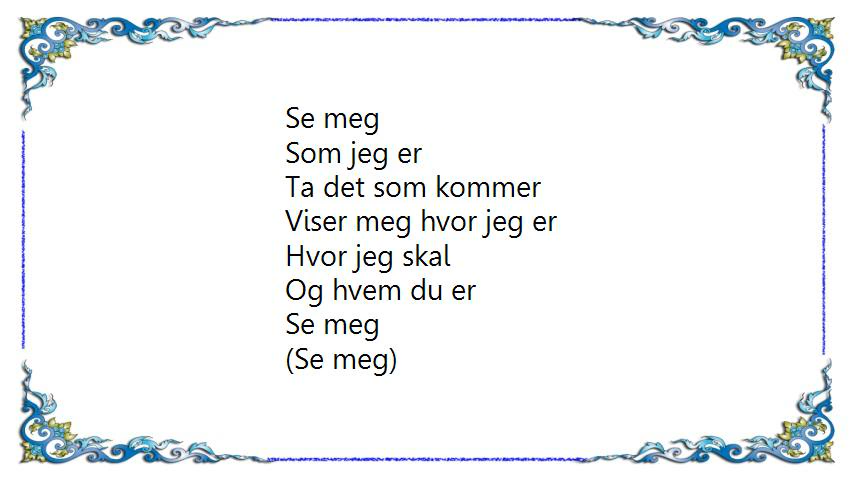 Se meg
Som jeg er
Ta det som kommer
Viser meg hvor jeg er
Hvor jeg skal
Og hvem du er
Se meg
(Se meg)